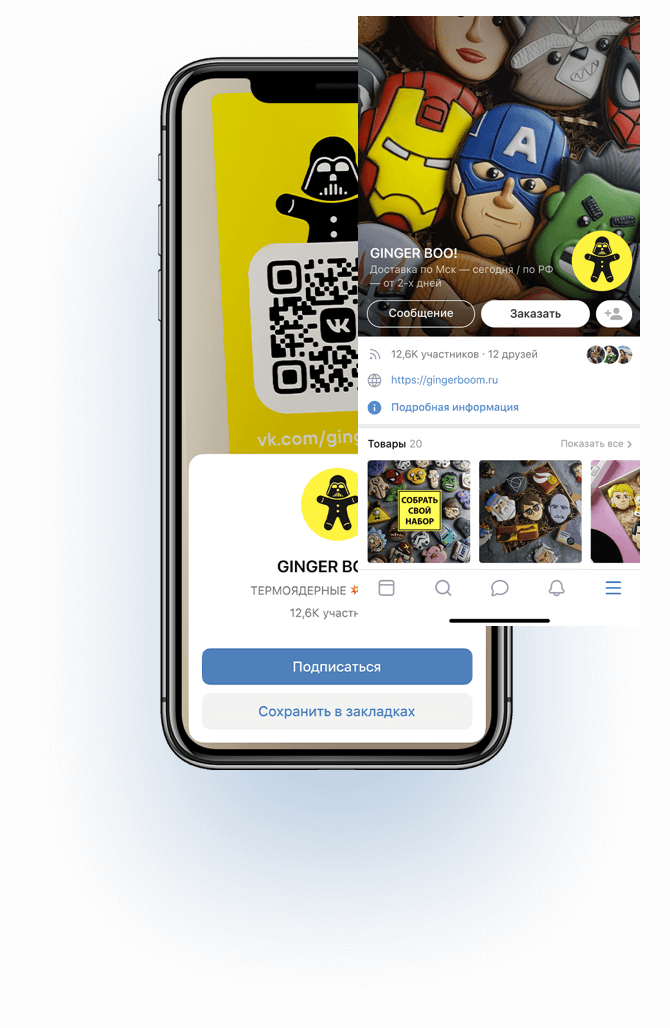 vk.com/ging
GINGER BO
ТЕРМОЯДЕРНЫЕ
12,6K участн
Подписаться
Сохранить в закладках
A
GINGER BOO!
Доставка по Мск — сегодня / по РФ
— от 2-х дней
Сообщение
Заказать
12,6K участников · 12 друзей
https://gingerboom.ru
Подробная информация
Товары 20
Показать все
СОБРАТЬ
СВОЙ
НАБОР